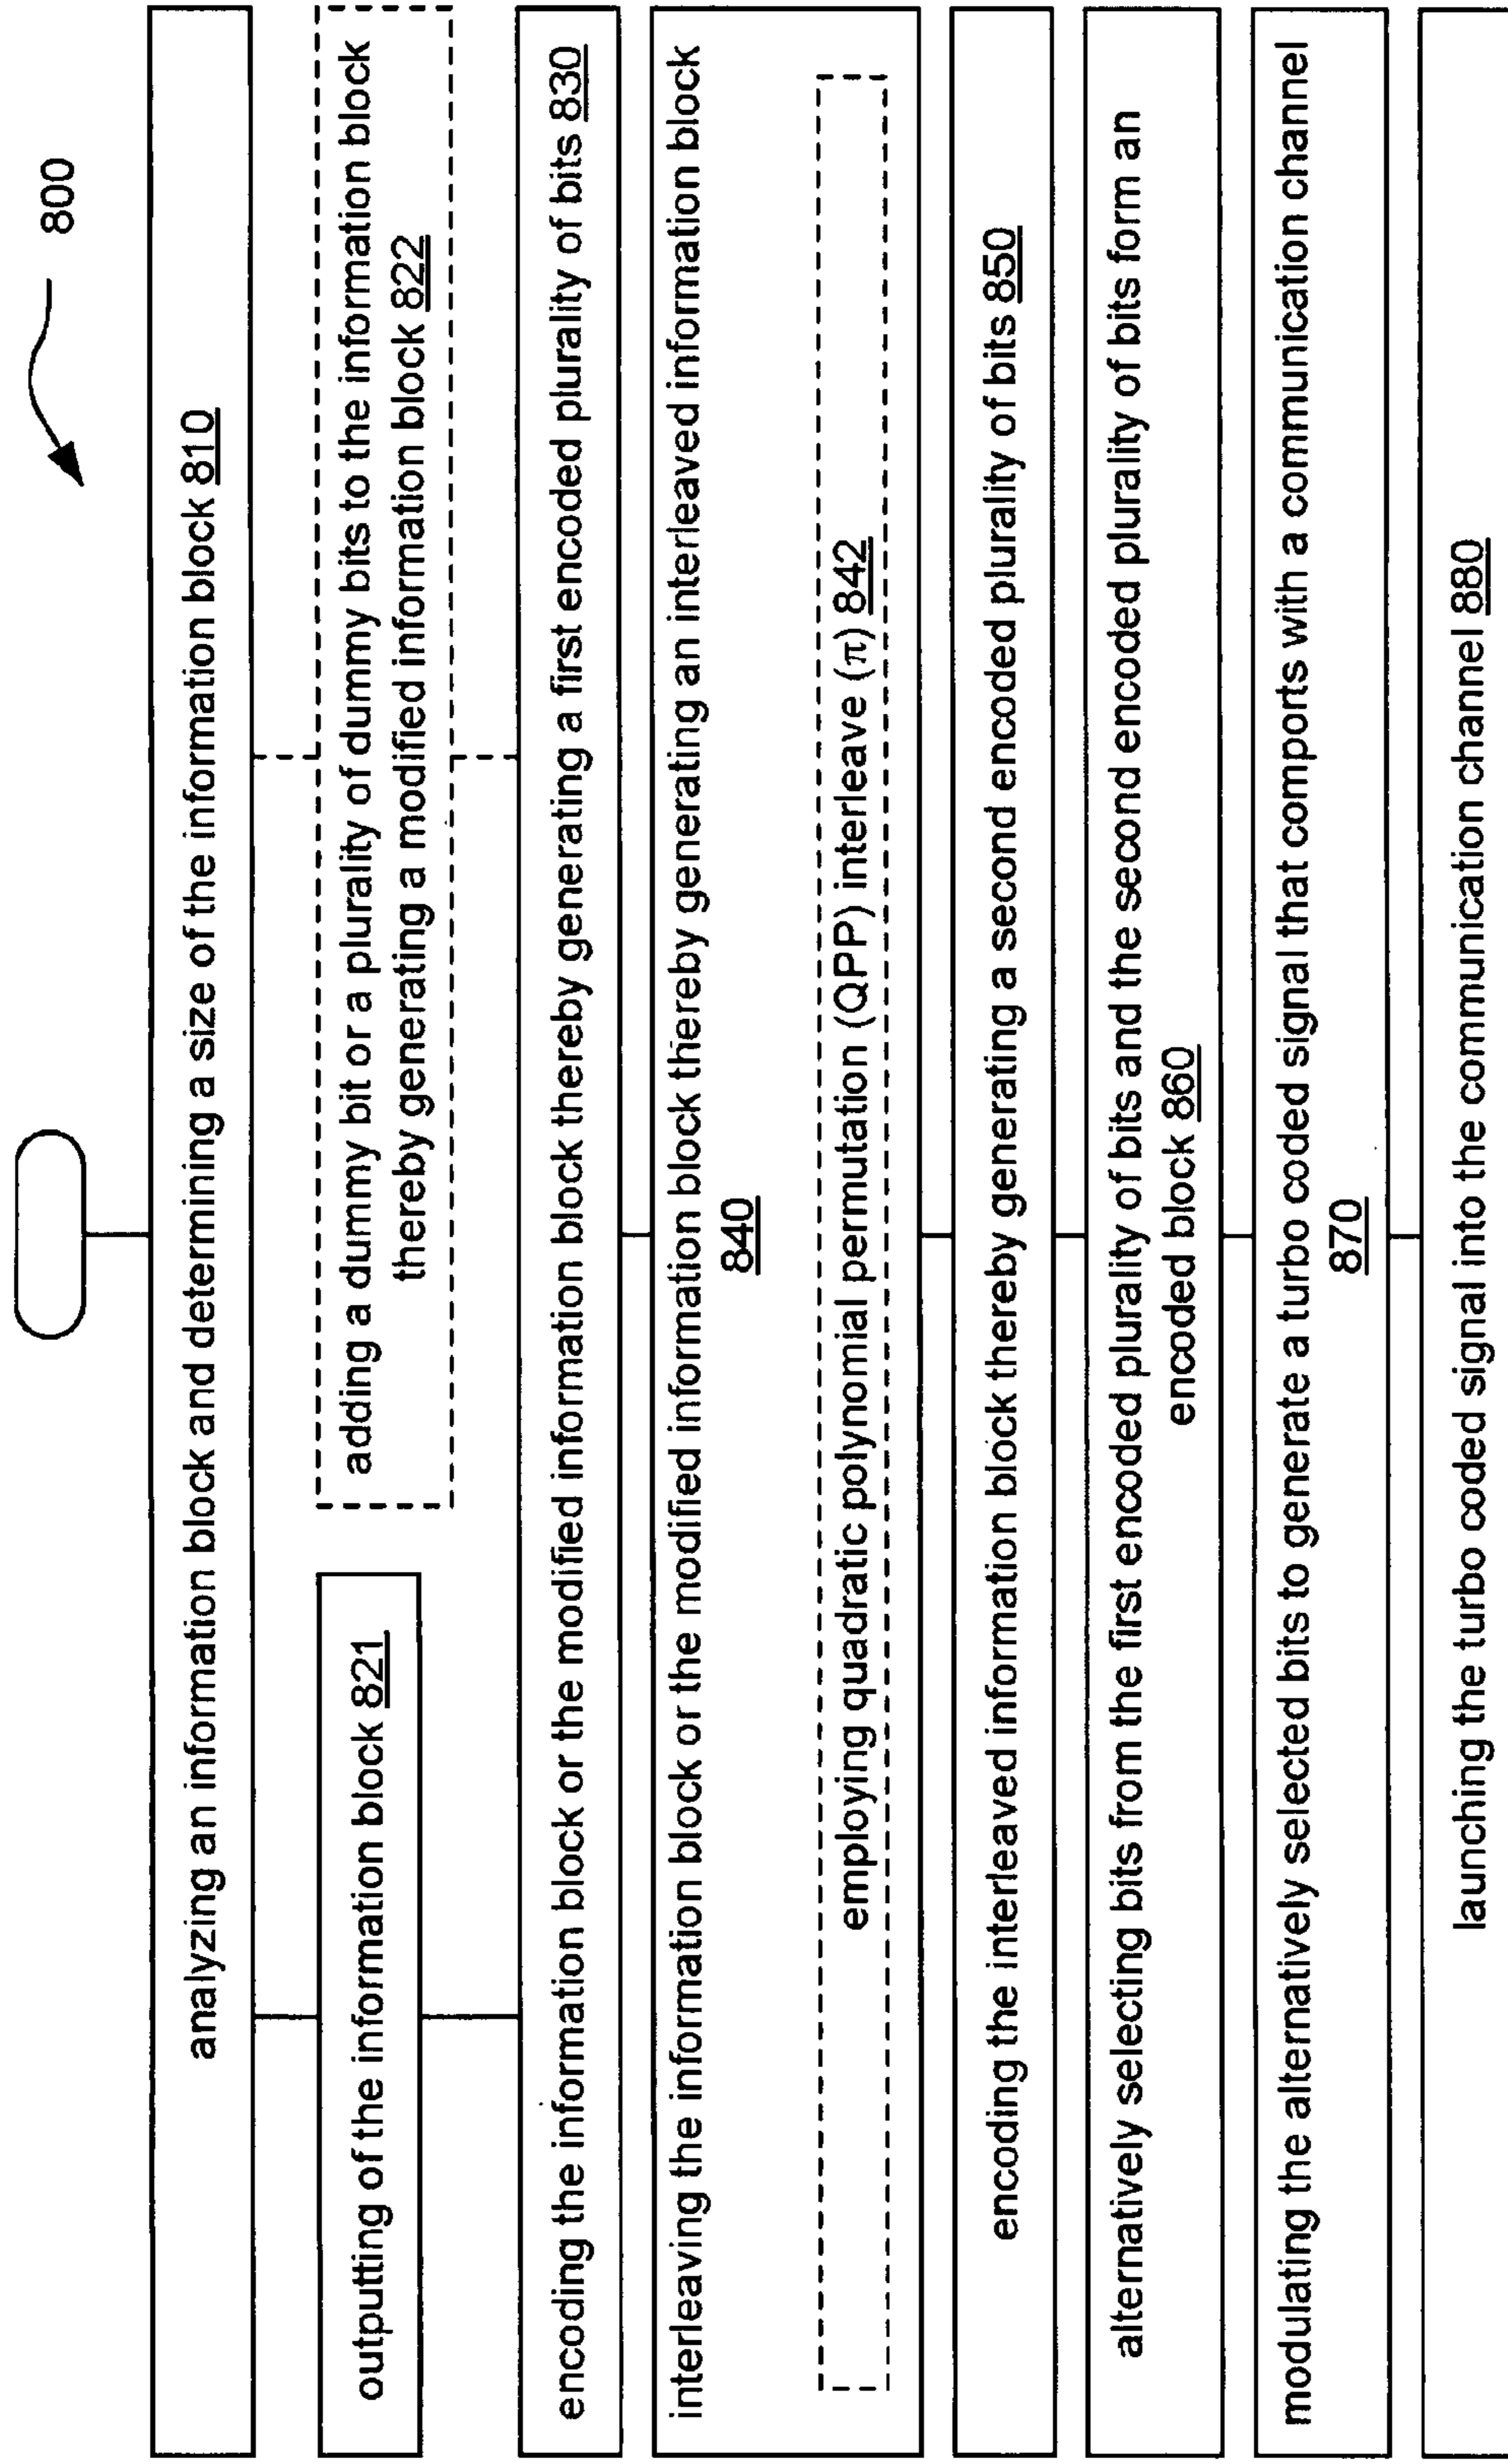 800
analyzing an information block and determining a size of the information block 810
outputting of the information block 821
adding a dummy bit or a plurality of dummy bits to the information block
thereby generating a modified information block 822
encoding the information block or the modified information block thereby generating a first encoded plurality of bits 830
interleaving the information block or the modified information block thereby generating an interleaved information block
840
employing quadratic polynomial permutation (QPP) interleave (π) 842
encoding the interleaved information block thereby generating a second encoded plurality of bits 850
alternatively selecting bits from the first encoded plurality of bits and the second encoded plurality of bits form an
encoded block 860
modulating the alternatively selected bits to generate a turbo coded signal that comports with a communication channel
870
launching the turbo coded signal into the communication channel 880